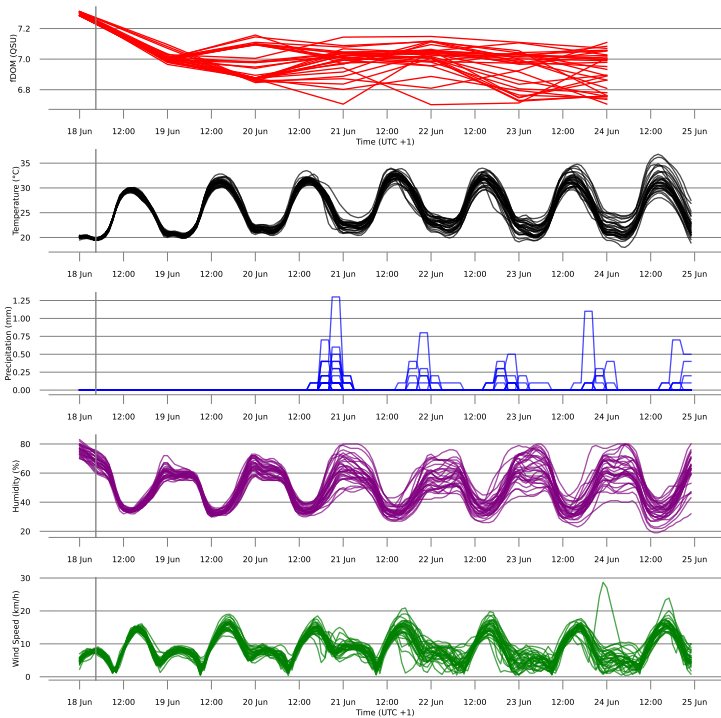 7.2
7.0
6.8
fDOM (QSU)
18 Jun 12:00 19 Jun 12:00 20 Jun 12:00 21 Jun 12:00 22 Jun 12:00 23 Jun 12:00 24 Jun 12:00 25 Jun
Time (UTC +1)
35
30
25
20
Temperature (°C)
18 Jun 12:00 19 Jun 12:00 20 Jun 12:00 21 Jun 12:00 22 Jun 12:00 23 Jun 12:00 24 Jun 12:00 25 Jun
1.25
1.00
0.75
0.50
0.25
0.00
Precipitation (mm)
18 Jun 12:00 19 Jun 12:00 20 Jun 12:00 21 Jun 12:00 22 Jun 12:00 23 Jun 12:00 24 Jun 12:00 25 Jun
80
60
40
20
Humidity (%)
18 Jun 12:00 19 Jun 12:00 20 Jun 12:00 21 Jun 12:00 22 Jun 12:00 23 Jun 12:00 24 Jun 12:00 25 Jun
30
20
10
0
Wind Speed (km/h)
18 Jun 12:00 19 Jun 12:00 20 Jun 12:00 21 Jun 12:00 22 Jun 12:00 23 Jun 12:00 24 Jun 12:00 25 Jun
Time (UTC +1)